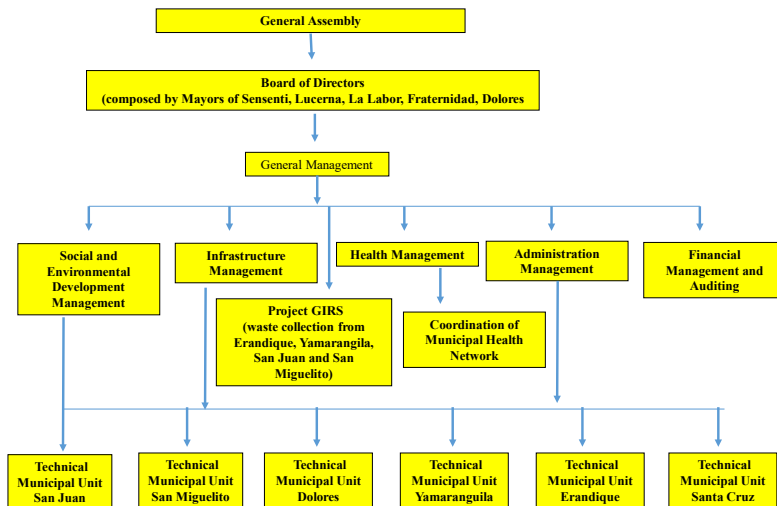 General Assembly
Board of Directors
(composed by Mayors of Sensenti, Lucerna, La Labor, Fraternidad, Dolores
General Management
Social and
Environmental
Development
Management
Infrastructure
Management
Health Management
Administration
Management
Financial
Management and
Auditing
Project GIRS
(waste collection from
Erandique, Yamarangila,
San Juan and San
Miguelito)
Coordination of
Municipal Health
Network
Technical
Municipal Unit
San Juan
Technical
Municipal Unit
San Miguelito
Technical
Municipal Unit
Dolores
Technical
Municipal Unit
Yamaranguila
Technical
Municipal Unit
Erandique
Technical
Municipal Unit
Santa Cruz